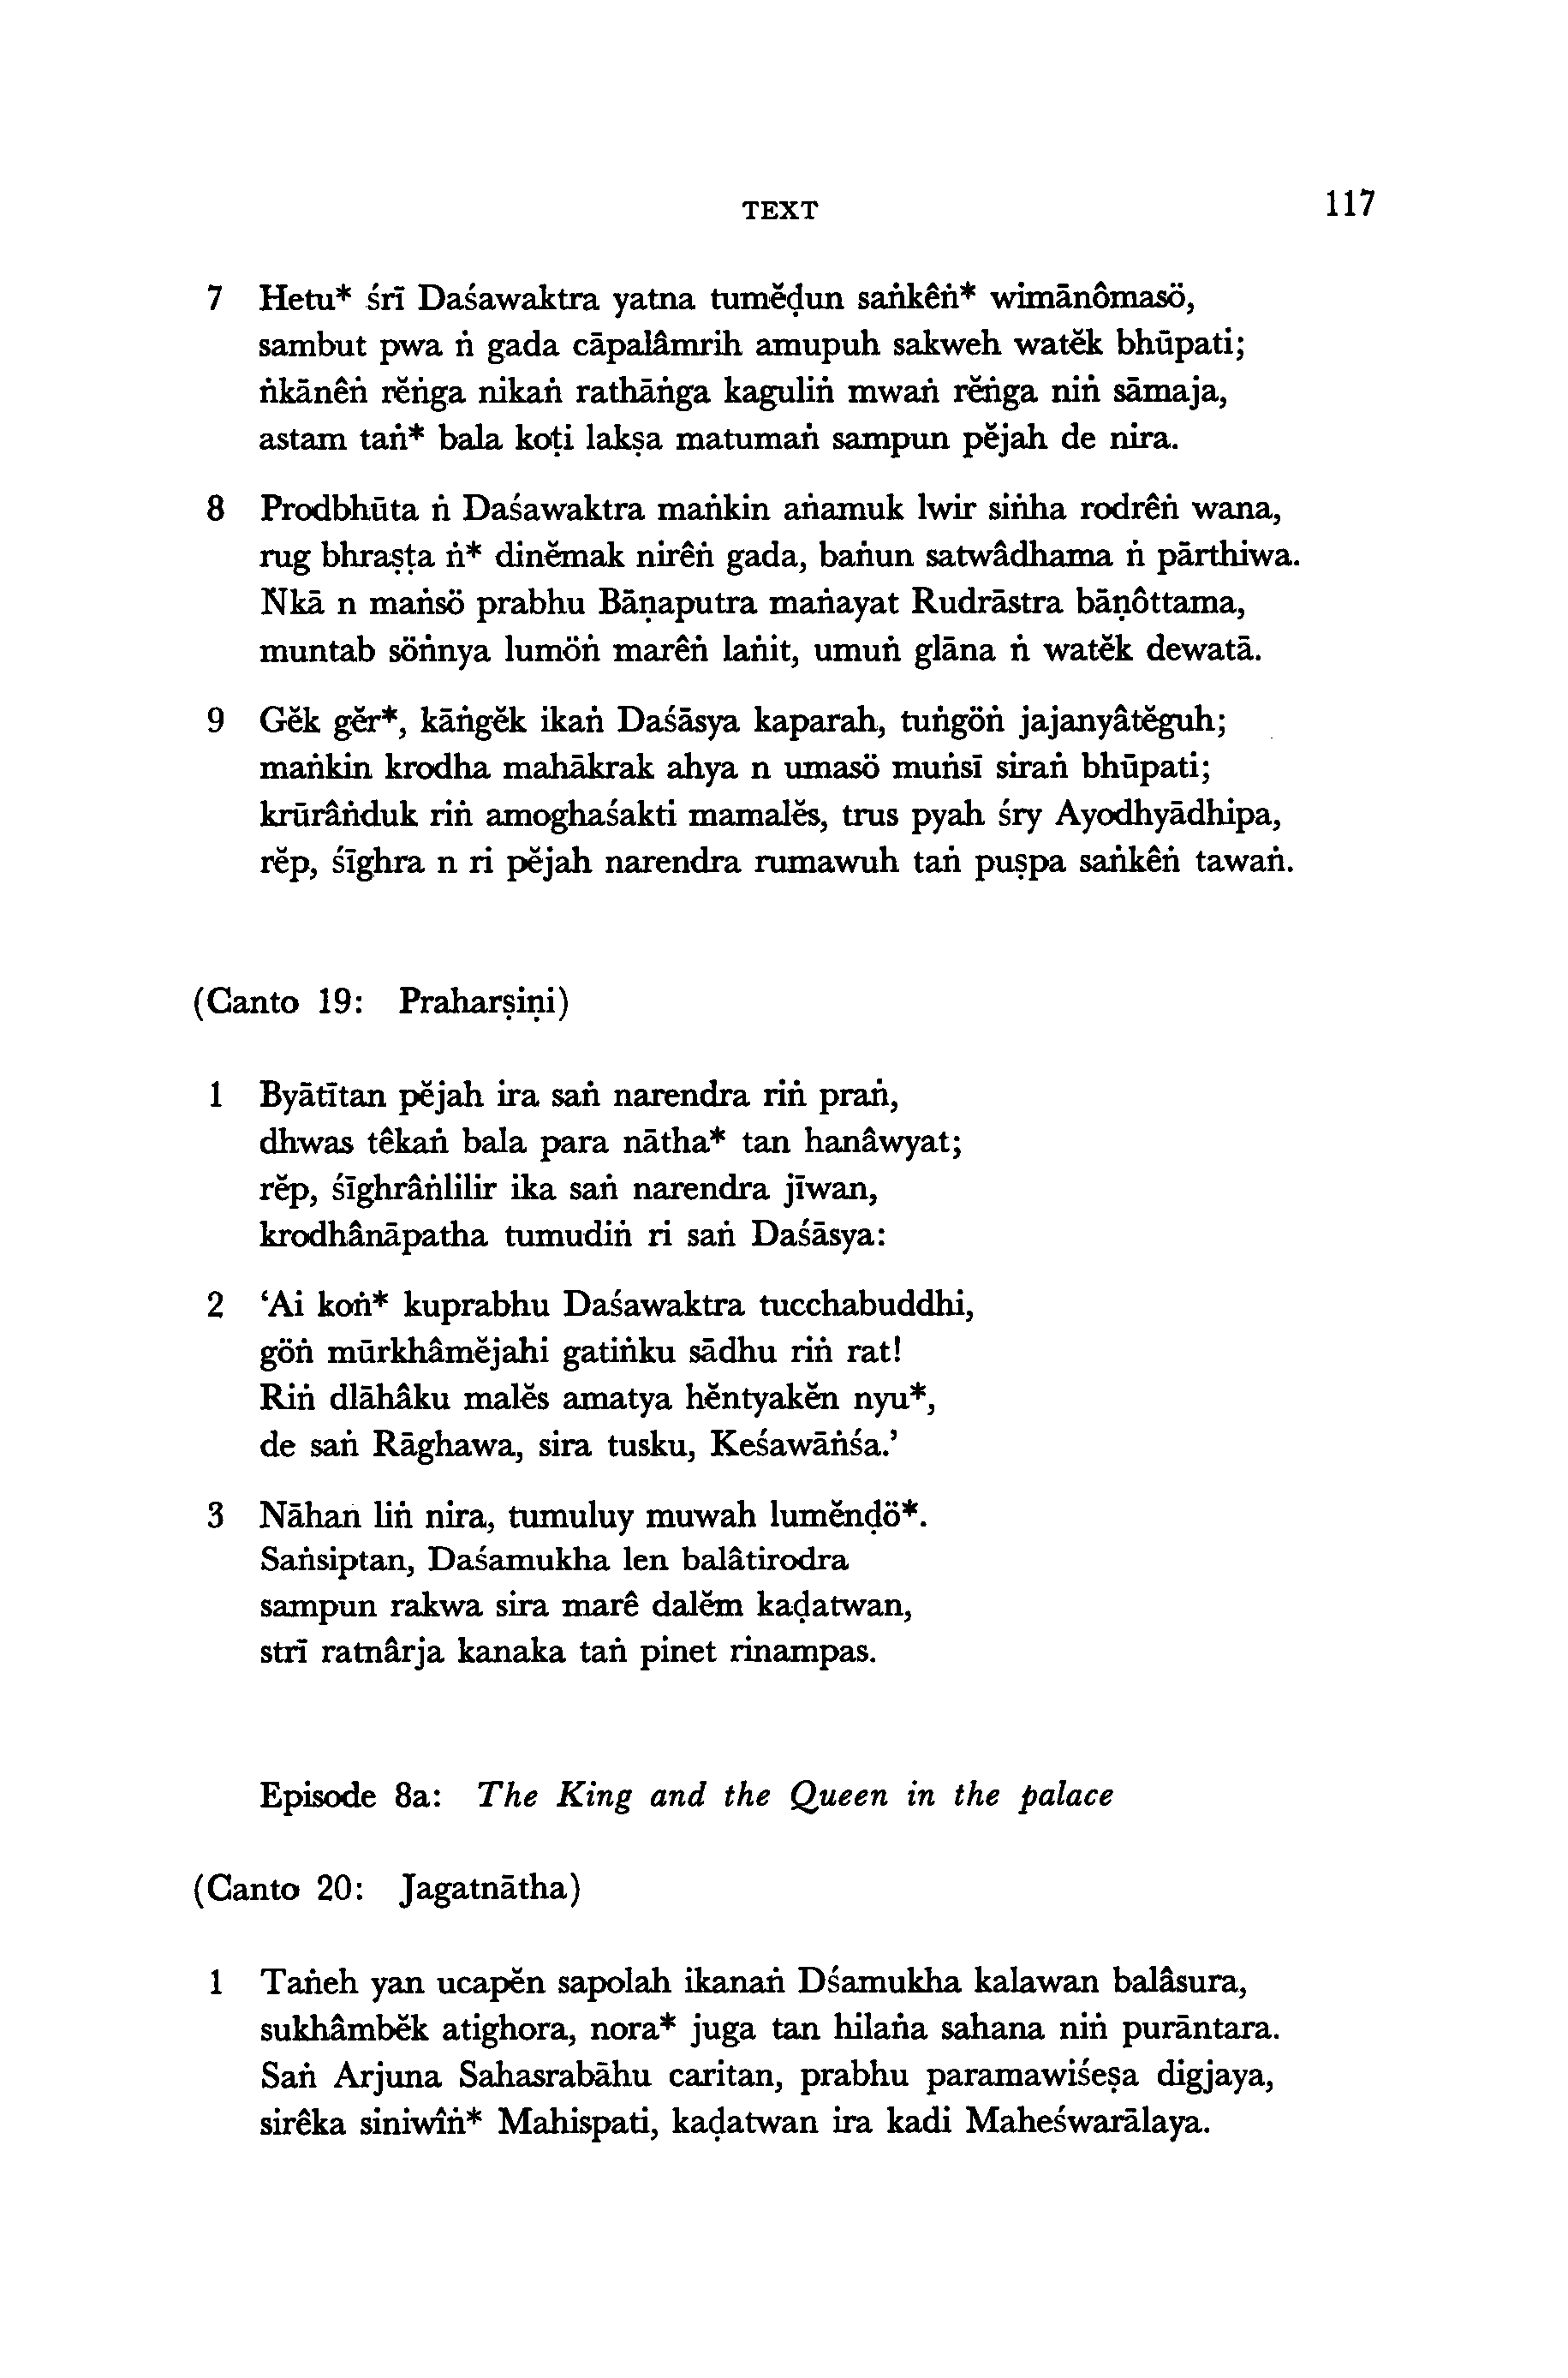 TEXT 117
7 Hetu* śrī Daśawaktra yatna tumĕḍun saṅkêṅ* wimānômasö,
sambut pwa ṅ gada cāpalâmrih amupuh sakweh watĕk bhūpati;
ṅkānêṅ rĕṅga nikaṅ rathāṅga kaguliṅ mwaṅ rĕṅga niṅ sāmaja,
astam taṅ* bala koṭi lakṣa matumaṅ sampun pĕjah de nira.
8 Prodbhūta ṅ Daśawaktra maṅkin aṅamuk lwir siṅha rodrêṅ wana,
rug bhraṣṭa ṅ* dinĕmak nirêṅ gada, baṅun satwâdhama ṅ pārthiwa.
Ṅkā n maṅsö prabhu Bāṇaputra maṅayat Rudrāstra bāṇôttama,
muntab söṅnya lumöṅ marêṅ laṅit, umuṅ glāna ṅ watĕk dewatā.
9 Gĕk gĕr*, kāṅgĕk ikaṅ Daśāsya kaparah, tuṅgöṅ jajanyâtĕguh;
maṅkin krodha mahākrak ahya n umasö muṅsī siraṅ bhūpati;
krūrâṅduk riṅ amoghaśakti mamalĕs, trus pyah śry Ayodhyādhipa,
rĕp, śīghra n ri pĕjah narendra rumawuh taṅ puṣpa saṅkêṅ tawaṅ.
(Canto 19: Praharṣiṇi)
1 Byātītan pĕjah ira saṅ narendra riṅ praṅ,
dhwas têkaṅ bala para nātha* tan hanâwyat;
rĕp, śīghrâṅlilir ika saṅ narendra jīwan,
krodhânāpatha tumudiṅ ri saṅ Daśāsya:
2 ‘Ai koṅ* kuprabhu Daśawaktra tucchabuddhi,
göṅ mūrkhâmĕjahi gatiṅku sādhu riṅ rat!
Riṅ dlāhâku malĕs amatya hĕntyakĕn nyu*,
de saṅ Rāghawa, sira tusku, Keśawāṅśa.’
3 Nāhan liṅ nira, tumuluy muwah lumĕnḍö*.
Saṅsiptan, Daśamukha len balâtirodra
sampun rakwa sira marê dalĕm kaḍatwan,
strī ratnârja kanaka taṅ pinet rinampas.
Episode 8a: The King and the Queen in the palace
(Canto 20: Jagatnātha)
1 Taṅeh yan ucapĕn sapolah ikanaṅ Dśamukha kalawan balâsura,
sukhâmbĕk atighora, nora* juga tan hilaṅa sahana niṅ purāntara.
Saṅ Arjuna Sahasrabāhu caritan, prabhu paramawiśeṣa digjaya,
sirêka siniwîṅ* Mahispati, kaḍatwan ira kadi Maheśwarālaya.